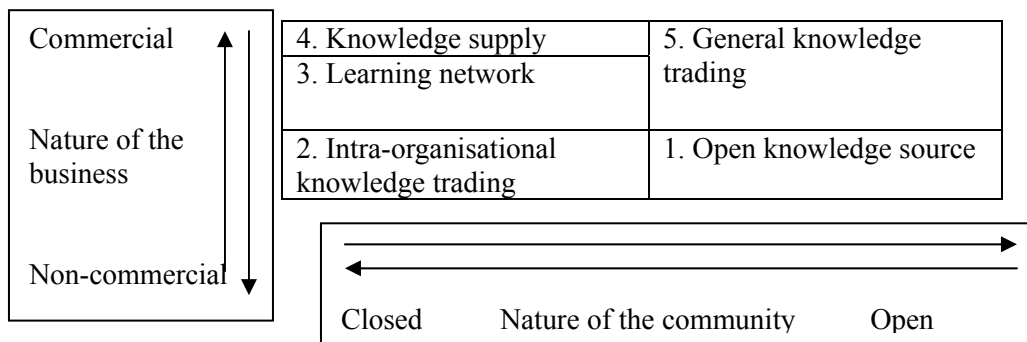 Commercial
Nature of the
business
Non-commercial
4. Knowledge supply
3. Learning network
5. General knowledge
trading
2. Intra-organisational
knowledge trading
1. Open knowledge source
Closed Nature of the community Open